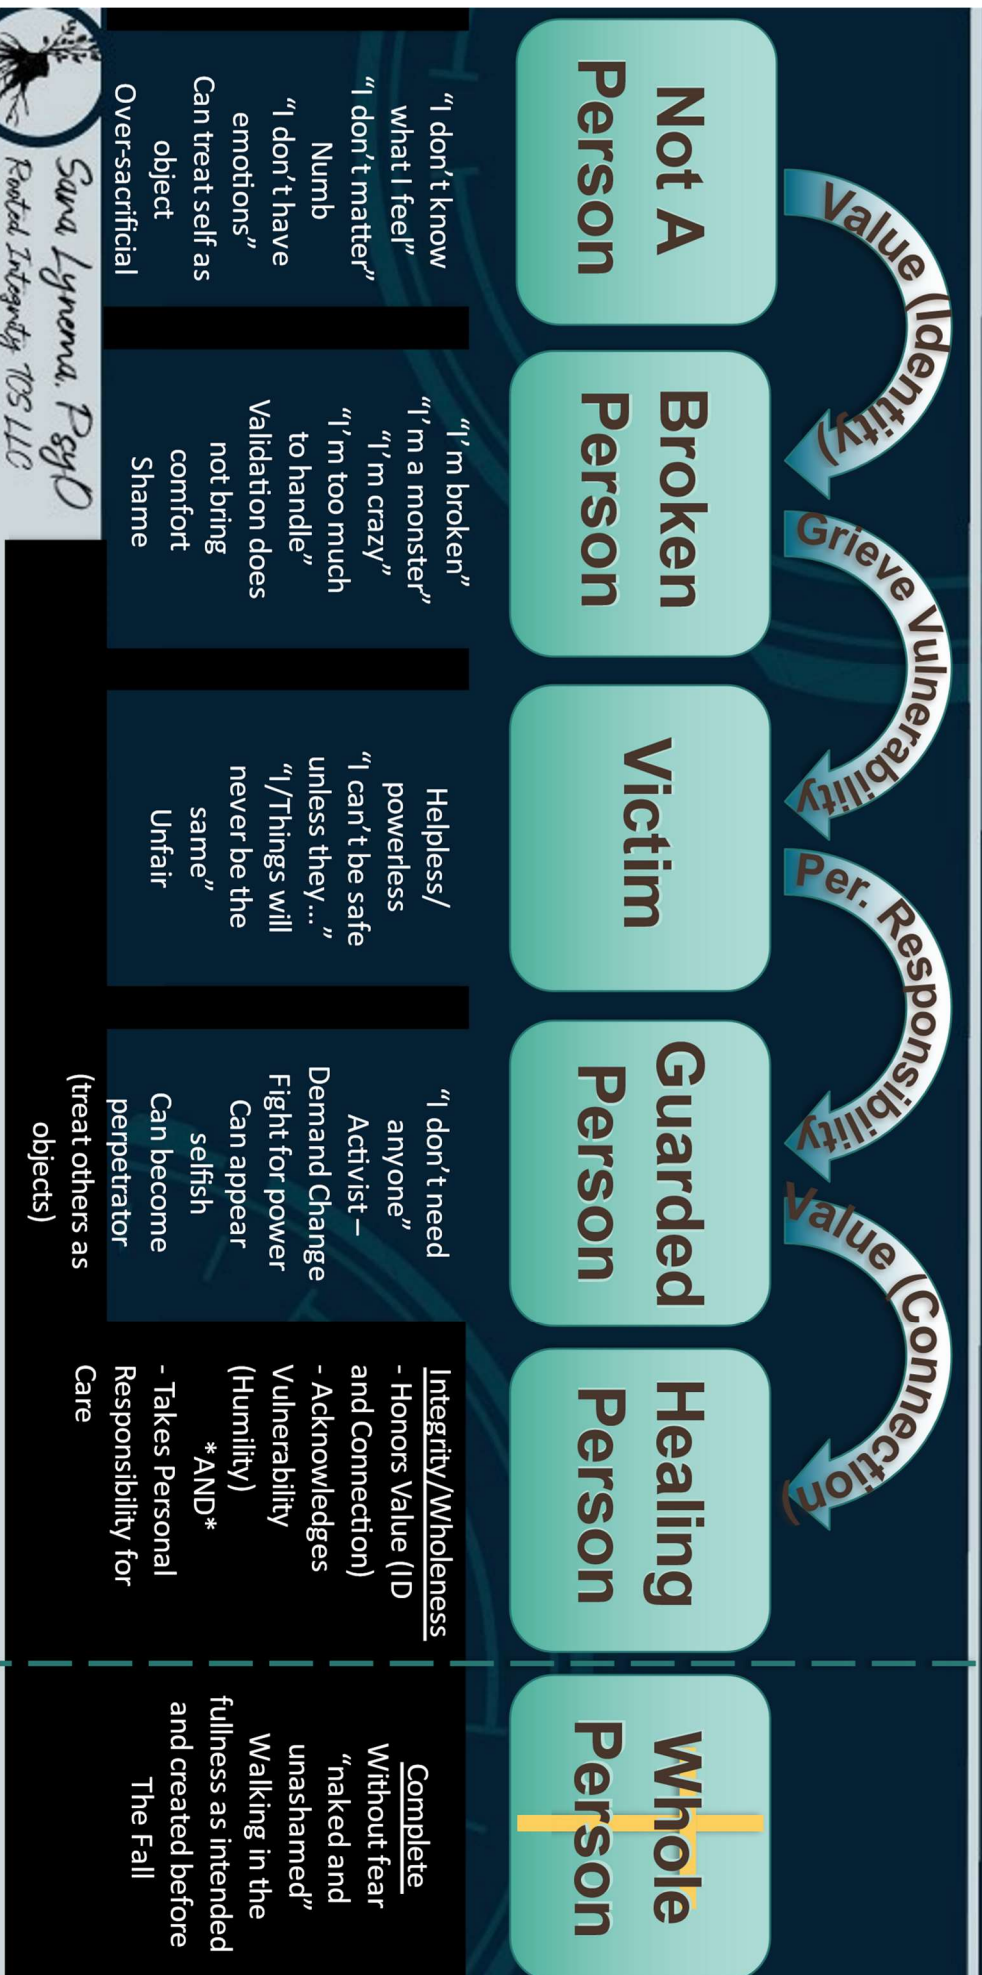 Value (Identity)
Grieve Vulnerability
Per. Responsibility
Value (Connection)
Not A
Person
Broken
Person
Victim
Guarded
Person
Healing
Person
Whole
Person
“I don’t know
what I feel”
“I don’t matter”
Numb
“I don’t have
emotions”
Can treat self as
object
Over-sacrificial
“I’m broken”
“I’m a monster”
“I’m crazy”
“I’m too much
to handle”
Validation does
not bring
comfort
Shame
Helpless/
powerless
“I can’t be safe
unless they...”
“I/Things will
never be the
same”
Unfair
“I don’t need
anyone”
Activist –
Demand Change
Fight for power
Can appear
selfish
Can become
perpetrator
(treat others as
objects)
Integrity/Wholeness
- Honors Value (ID
and Connection)
- Acknowledges
Vulnerability
(Humility)
*AND*
- Takes Personal
Responsibility for
Care
Complete
Without fear
“naked and
unashamed”
Walking in the
fullness as intended
and created before
The Fall
Sana Lynema, PsyD
Rooted Integrity TCS LLC